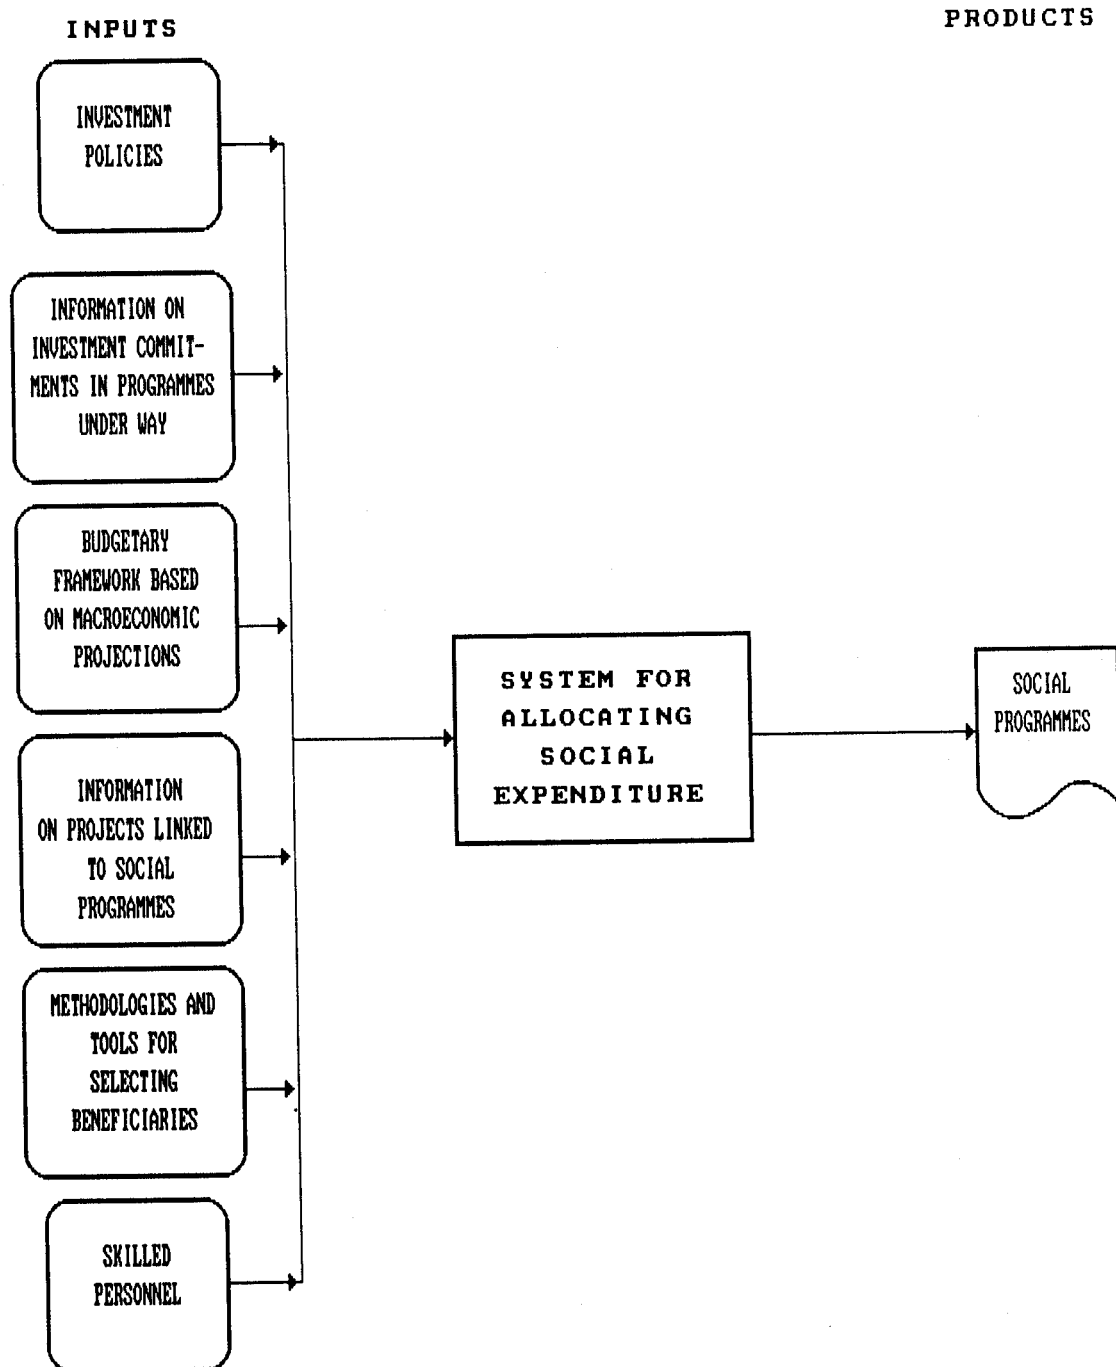 INPUTS
PRODUCTS
INVESTMENT
POLICIES
INFORMATION ON
INVESTMENT COMMIT-
MENTS IN PROGRAMMES
UNDER WAY
BUDGETARY
FRAMEWORK BASED
ON MACROECONOMIC
PROJECTIONS
INFORMATION
ON PROJECTS LINKED
TO SOCIAL
PROGRAMMES
METHODOLOGIES AND
TOOLS FOR
SELECTING
BENEFICIARIES
SKILLED
PERSONNEL
SYSTEM FOR
ALLOCATING
SOCIAL
EXPENDITURE
SOCIAL
PROGRAMMES